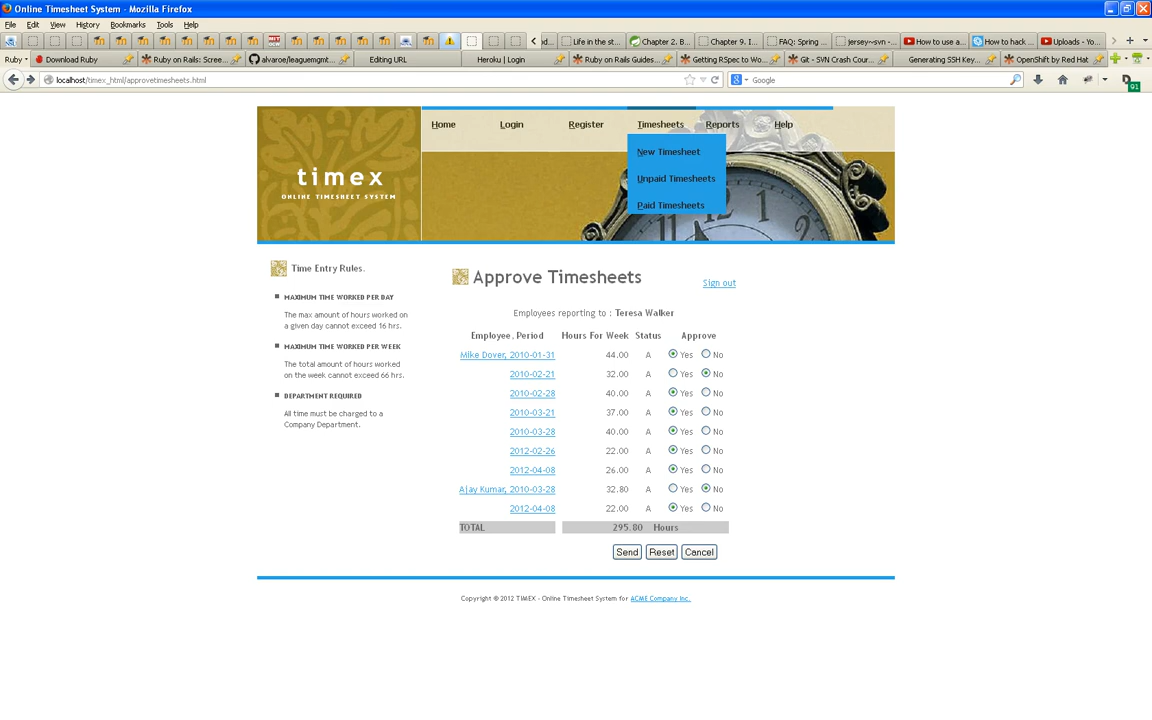 Online Timesheet System - Mozilla Firefox
File Edit View History Bookmarks Tools Help
Life in the st... Chapter 2. B... Chapter 9. I... FAQ: Spring ... jersey~svn -... How to use a... How to hack ... Uploads - Yo...
Ruby Download Ruby Ruby on Rails: Scree... alvaroe/leaguemgmt... Editing URL Heroku | Login Ruby on Rails Guides... Getting RSpec to Wo... Git - SVN Crash Cour... Generating SSH Key... OpenShift by Red Hat
localhost/timex_html/approvetimesheets.html Google 91
Home Login Register Timesheets Reports Help
New Timesheet
Unpaid Timesheets
Paid Timesheets
timex
ONLINE TIMESHEET SYSTEM
12 1
Time Entry Rules.
MAXIMUM TIME WORKED PER DAY
The max amount of hours worked
on a given day cannot exceed 16 hrs.
MAXIMUM TIME WORKED PER WEEK
The total amount of hours worked
on the week cannot exceed 66 hrs.
DEPARTMENT REQUIRED
All time must be charged to a
Company Department.
Approve Timesheets
Sign out
Employees reporting to : Teresa Walker
Employee, Period Hours For Week Status Approve
Mike Dover, 2010-01-31 44.00 A Yes No
2010-02-21 32.00 A Yes No
2010-02-28 40.00 A Yes No
2010-03-21 37.00 A Yes No
2010-03-28 40.00 A Yes No
2012-02-26 22.00 A Yes No
2012-04-08 26.00 A Yes No
Ajay Kumar, 2010-03-28 32.80 A Yes No
2012-04-08 22.00 A Yes No
TOTAL 295.80 Hours
Send Reset Cancel
Copyright © 2012 TIMEX - Online Timesheet System for ACME Company Inc.